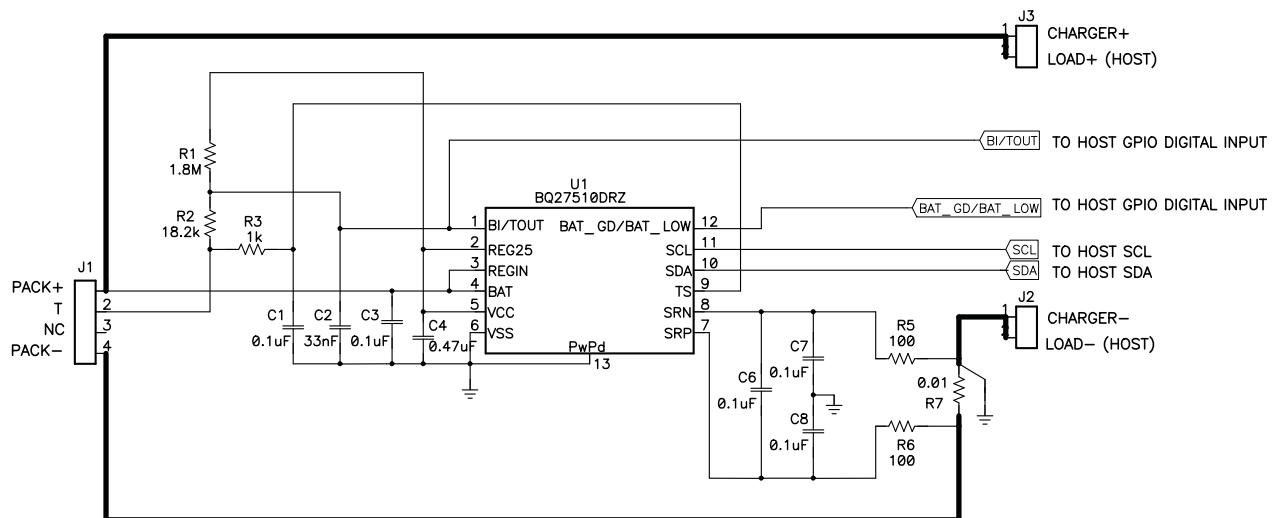 J3
1
CHARGER+
LOAD+ (HOST)
BI/TOUT
TO HOST GPIO DIGITAL INPUT
R1
1.8M
U1
BQ27510DRZ
BAT_GD/BAT_LOW
TO HOST GPIO DIGITAL INPUT
R2
18.2k
R3
1k
1
BI/TOUT
BAT_GD/BAT_LOW
12
2
REG25
SCL
11
SCL
TO HOST SCL
3
REGIN
SDA
10
SDA
TO HOST SDA
4
BAT
TS
9
5
VCC
SRN
8
6
VSS
SRP
7
PwPd
13
J1
PACK+
T
2
NC
3
PACK-
4
C1
0.1uF
C2
33nF
C3
0.1uF
C4
0.47uF
J2
1
CHARGER-
LOAD- (HOST)
R5
100
C7
0.1uF
C6
0.1uF
0.01
R7
C8
0.1uF
R6
100